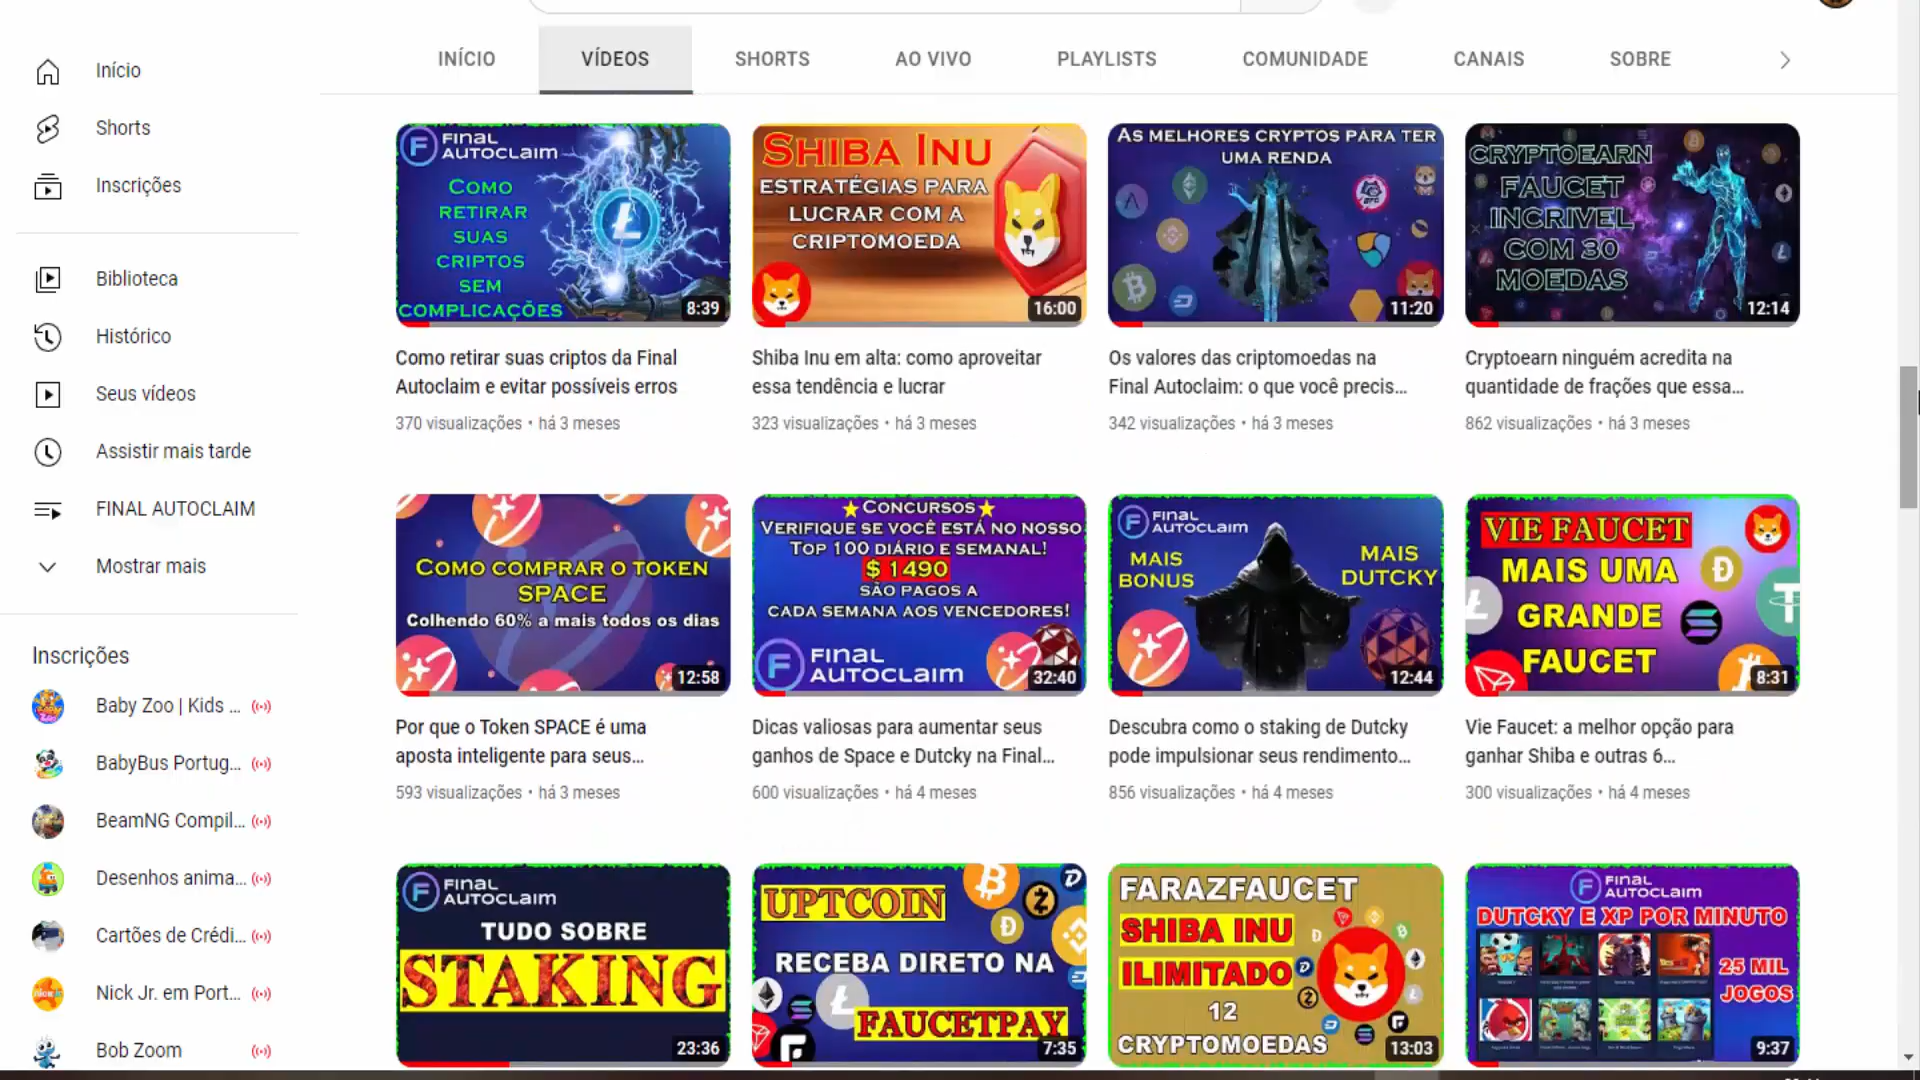 INÍCIO
VÍDEOS
SHORTS
AO VIVO
PLAYLISTS
COMUNIDADE
CANAIS
SOBRE
Início
Shorts
Inscrições
Biblioteca
Histórico
Seus vídeos
Assistir mais tarde
FINAL AUTOCLAIM
Mostrar mais
Inscrições
Baby Zoo | Kids ...
BabyBus Portug...
BeamNG Compil...
Desenhos anima...
Cartões de Crédi...
Nick Jr. em Port...
Bob Zoom
FINAL
AUTOCLAIM
COMO
RETIRAR
SUAS
CRIPTOS
SEM
COMPLICAÇÕES
8:39
Como retirar suas criptos da Final
Autoclaim e evitar possíveis erros
370 visualizações • há 3 meses
SHIBA INU
ESTRATÉGIAS PARA
LUCRAR COM A
CRIPTOMOEDA
16:00
Shiba Inu em alta: como aproveitar
essa tendência e lucrar
323 visualizações • há 3 meses
AS MELHORES CRYPTOS PARA TER
UMA RENDA
11:20
Os valores das criptomoedas na
Final Autoclaim: o que você precis...
342 visualizações • há 3 meses
CRYPTOEARN
FAUCET
INCRIVEL
COM 30
MOEDAS
12:14
Cryptoearn ninguém acredita na
quantidade de frações que essa...
862 visualizações • há 3 meses
COMO COMPRAR O TOKEN
SPACE
Colhendo 60% a mais todos os dias
12:58
Por que o Token SPACE é uma
aposta inteligente para seus...
593 visualizações • há 3 meses
CONCURSOS
VERIFIQUE SE VOCÊ ESTÁ NO NOSSO
TOP 100 DIÁRIO E SEMANAL!
$ 1490
SÃO PAGOS A
CADA SEMANA AOS VENCEDORES!
FINAL
AUTOCLAIM
32:40
Dicas valiosas para aumentar seus
ganhos de Space e Dutcky na Final...
600 visualizações • há 4 meses
FINAL
AUTOCLAIM
MAIS
BONUS
MAIS
DUTCKY
12:44
Descubra como o staking de Dutcky
pode impulsionar seus rendimento...
856 visualizações • há 4 meses
VIE FAUCET
MAIS UMA
GRANDE
FAUCET
8:31
Vie Faucet: a melhor opção para
ganhar Shiba e outras 6...
300 visualizações • há 4 meses
FINAL
AUTOCLAIM
TUDO SOBRE
STAKING
23:36
UPTCOIN
RECEBA DIRETO NA
FAUCETPAY
7:35
FARAZFAUCET
SHIBA INU
ILIMITADO
12
CRYPTOMOEDAS
13:03
FINAL
AUTOCLAIM
DUTCKY E XP POR MINUTO
25 MIL
JOGOS
9:37